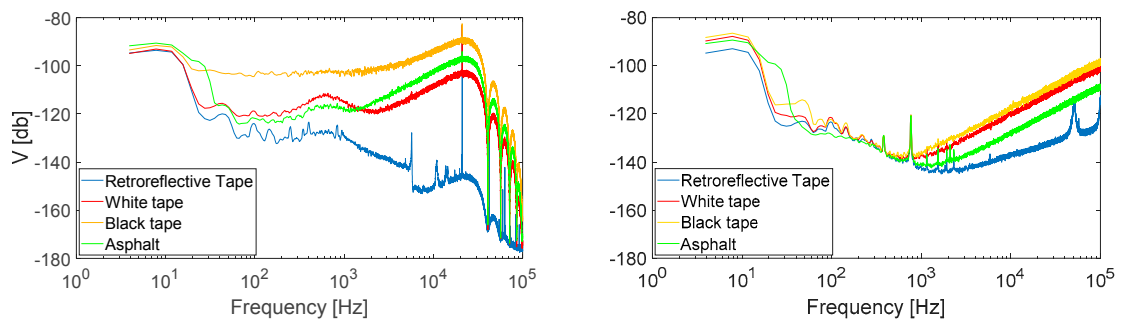 -80
-100
-120
-140
-160
-180
V [db]
Retroreflective Tape
White tape
Black tape
Asphalt
10^0 10^1 10^2 10^3 10^4 10^5
Frequency [Hz]
-80
-100
-120
-140
-160
-180
Retroreflective Tape
White tape
Black tape
Asphalt
10^0 10^1 10^2 10^3 10^4 10^5
Frequency [Hz]